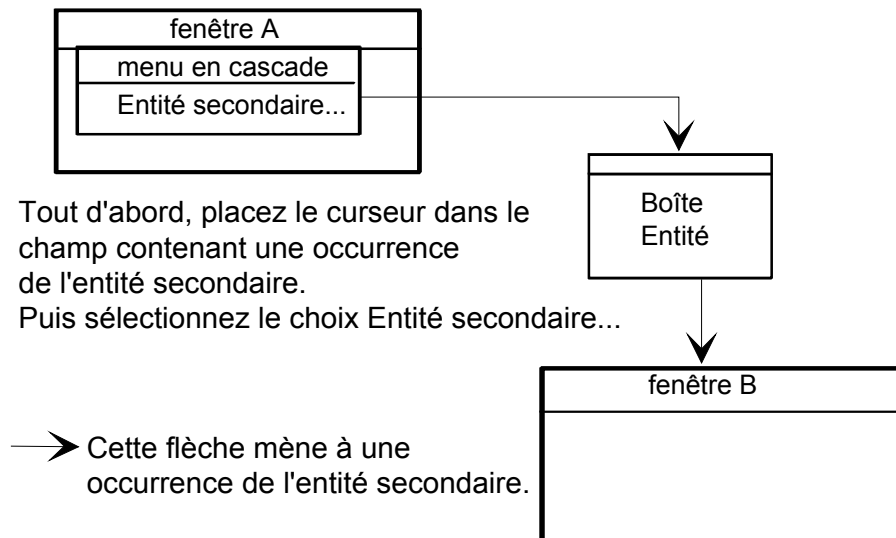 fenêtre A
menu en cascade
Entité secondaire...
Boîte
Entité
Tout d'abord, placez le curseur dans le
champ contenant une occurrence
de l'entité secondaire.
Puis sélectionnez le choix Entité secondaire...
fenêtre B
Cette flèche mène à une
occurrence de l'entité secondaire.